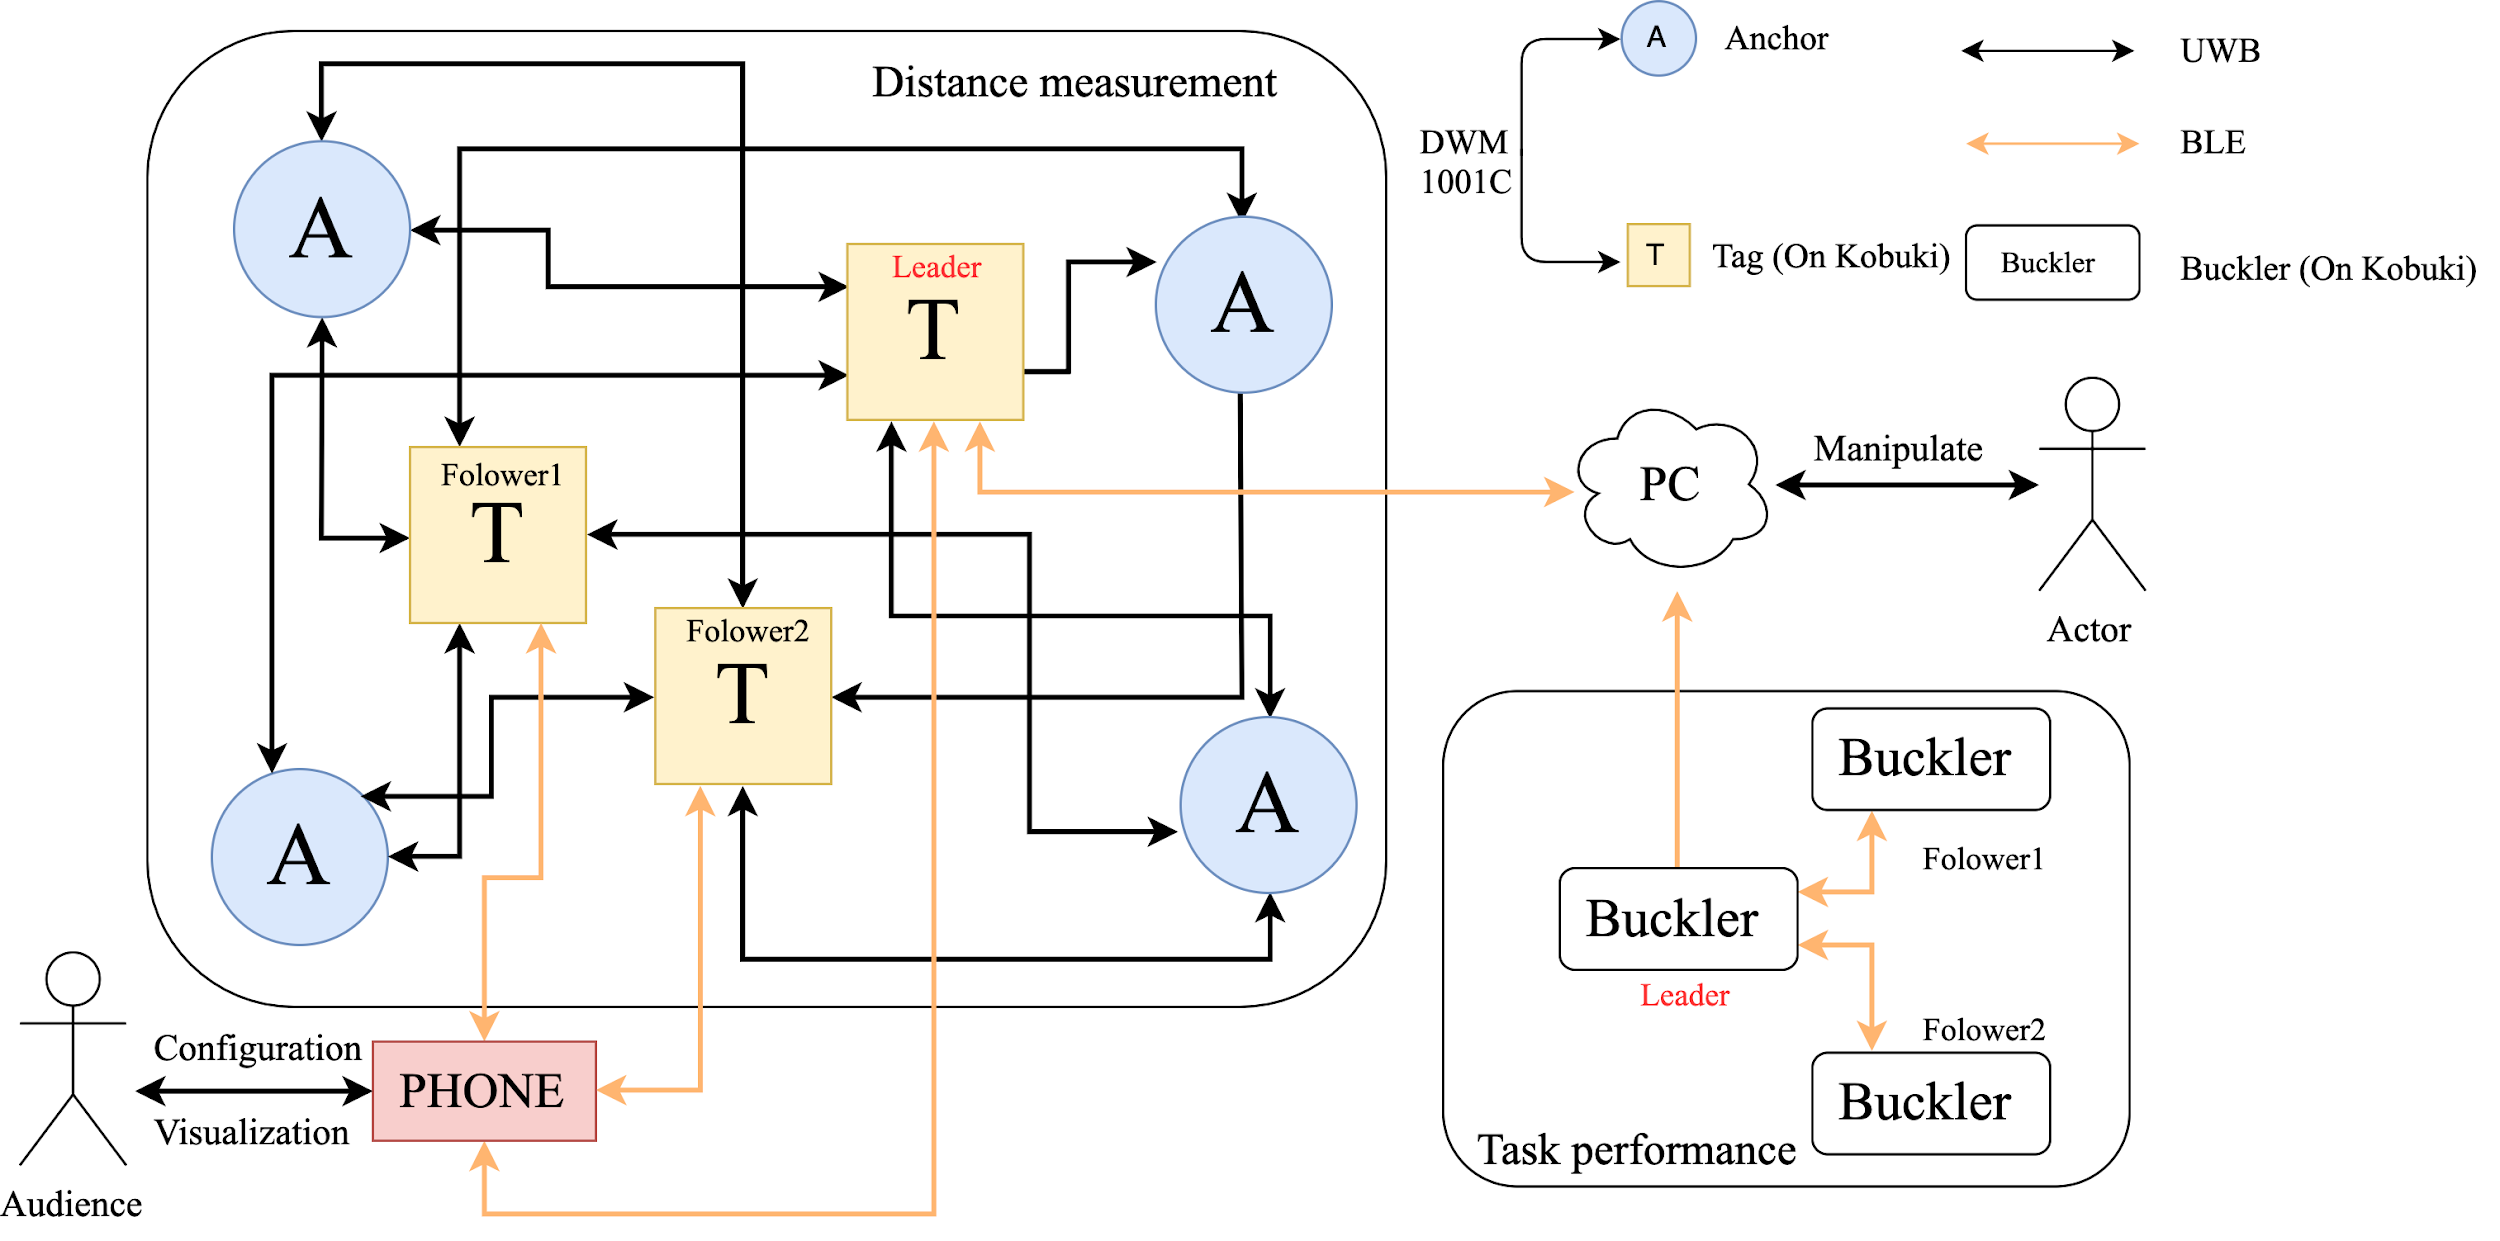 Distance measurement
A
A
Leader
T
A
Folower1
T
Folower2
T
A
A
DWM
1001C
A
Anchor
T
Tag (On Kobuki)
UWB
BLE
Buckler
Buckler (On Kobuki)
PC
Manipulate
Actor
Buckler
Folower1
Buckler
Leader
Folower2
Buckler
Task performance
Configuration
Visualization
PHONE
Audience